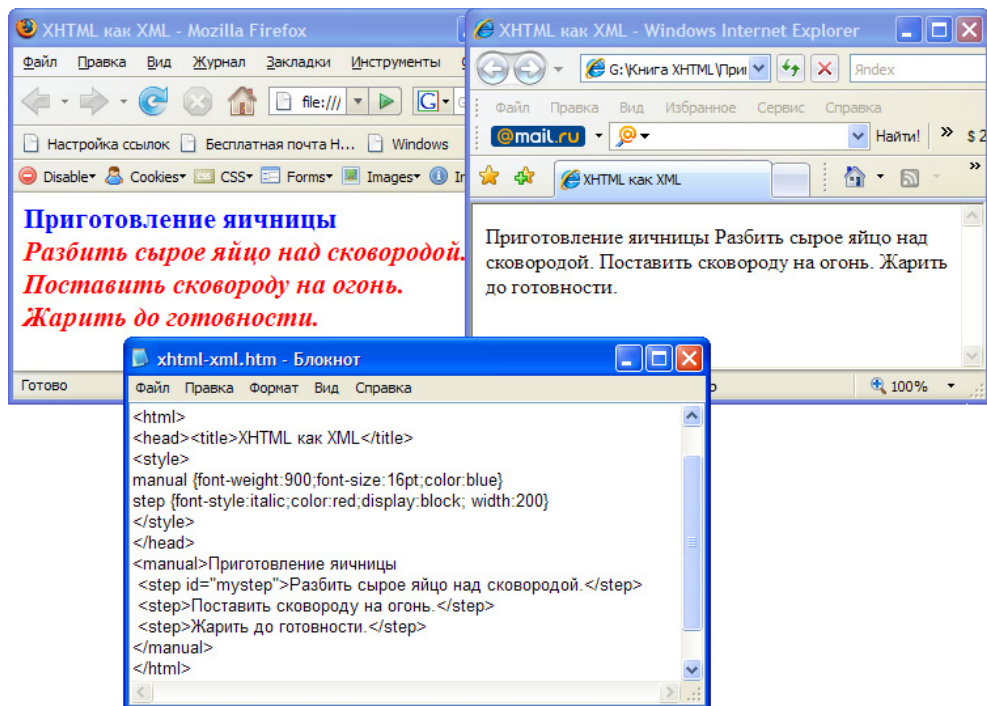 XHTML как XML - Mozilla Firefox
Файл Правка Вид Журнал Закладки Инструменты
file:///
G
Настройка ссылок Бесплатная почта H... Windows
Disable Cookies CSS Forms Images
Приготовление яичницы
Разбить сырое яйцо над сковородой.
Поставить сковороду на огонь.
Жарить до готовности.
Готово
XHTML как XML - Windows Internet Explorer
G:\Книга XHTML\При
Яndex
Файл Правка Вид Избранное Сервис Справка
@mail.ru Найти! » $ 2
XHTML как XML »
Приготовление яичницы Разбить сырое яйцо над
сковородой. Поставить сковороду на огонь. Жарить
до готовности.
100%
xhtml-xml.htm - Блокнот
Файл Правка Формат Вид Справка
<html>
<head><title>XHTML как XML</title>
<style>
manual {font-weight:900;font-size:16pt;color:blue}
step {font-style:italic;color:red;display:block; width:200}
</style>
</head>
<manual>Приготовление яичницы
<step id="mystep">Разбить сырое яйцо над сковородой.</step>
<step>Поставить сковороду на огонь.</step>
<step>Жарить до готовности.</step>
</manual>
</html>